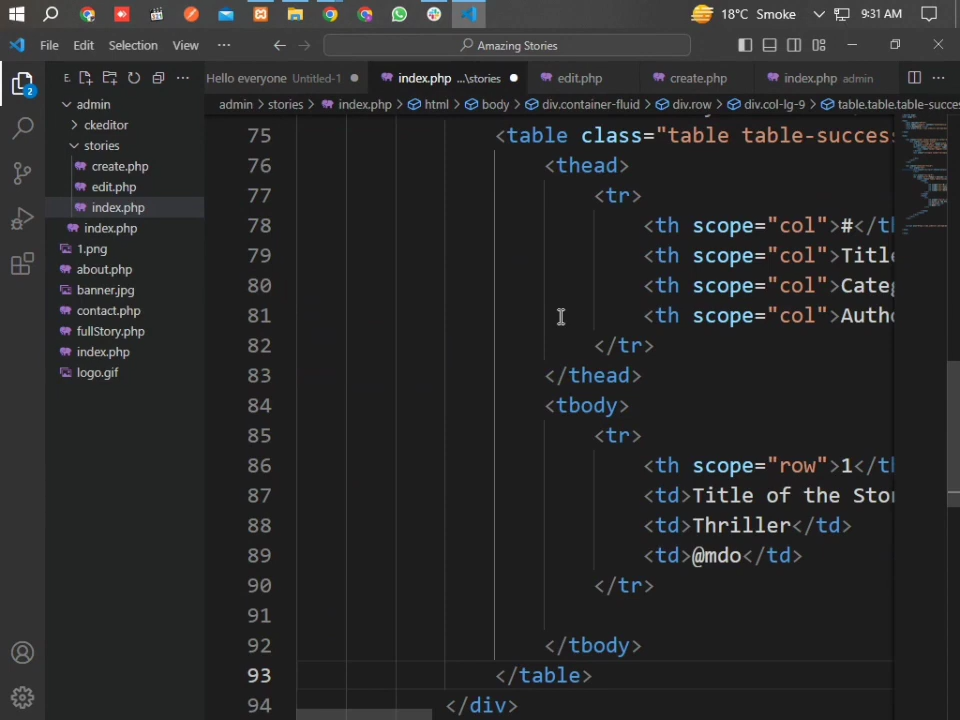 18°C Smoke
9:31 AM
File Edit Selection View ··· Amazing Stories
E.
Hello everyone Untitled-1
index.php ...\stories
edit.php
create.php
index.php admin
admin > stories > index.php > html > body > div.container-fluid > div.row > div.col-lg-9 > table.table.table-succes
2
admin
ckeditor
stories
create.php
edit.php
index.php
index.php
1.png
about.php
banner.jpg
contact.php
fullStory.php
index.php
logo.gif
75 <table class="table table-success
76 <thead>
77 <tr>
78 <th scope="col">#</th
79 <th scope="col">Title
80 <th scope="col">Categ
81 <th scope="col">Autho
82 </tr>
83 </thead>
84 <tbody>
85 <tr>
86 <th scope="row">1</th
87 <td>Title of the Stor
88 <td>Thriller</td>
89 <td>@mdo</td>
90 </tr>
91
92 </tbody>
93 </table>
94 </div>